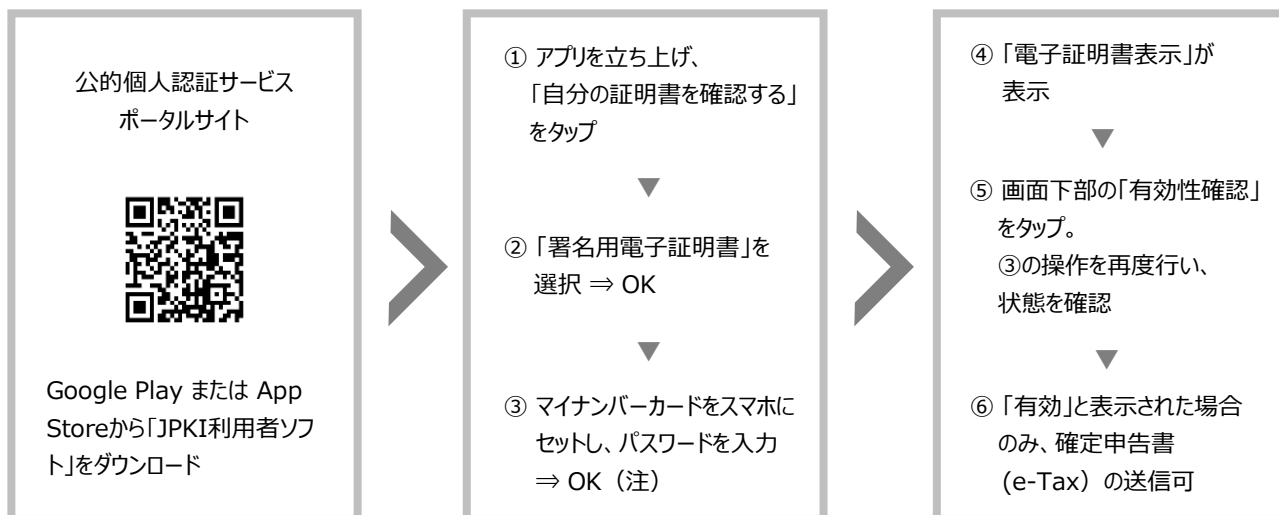 公的個人認証サービス
ポータルサイト
Google Play または App
Storeから「JPKI利用者ソフ
ト」をダウンロード
① アプリを立ち上げ、
「自分の証明書を確認する」
をタップ
▼
② 「署名用電子証明書」を
選択 ⇒ OK
▼
③ マイナンバーカードをスマホに
セットし、パスワードを入力
⇒ OK（注）
④ 「電子証明書表示」が
表示
▼
⑤ 画面下部の「有効性確認」
をタップ。
③の操作を再度行い、
状態を確認
▼
⑥ 「有効」と表示された場合
のみ、確定申告書
(e-Tax）の送信可